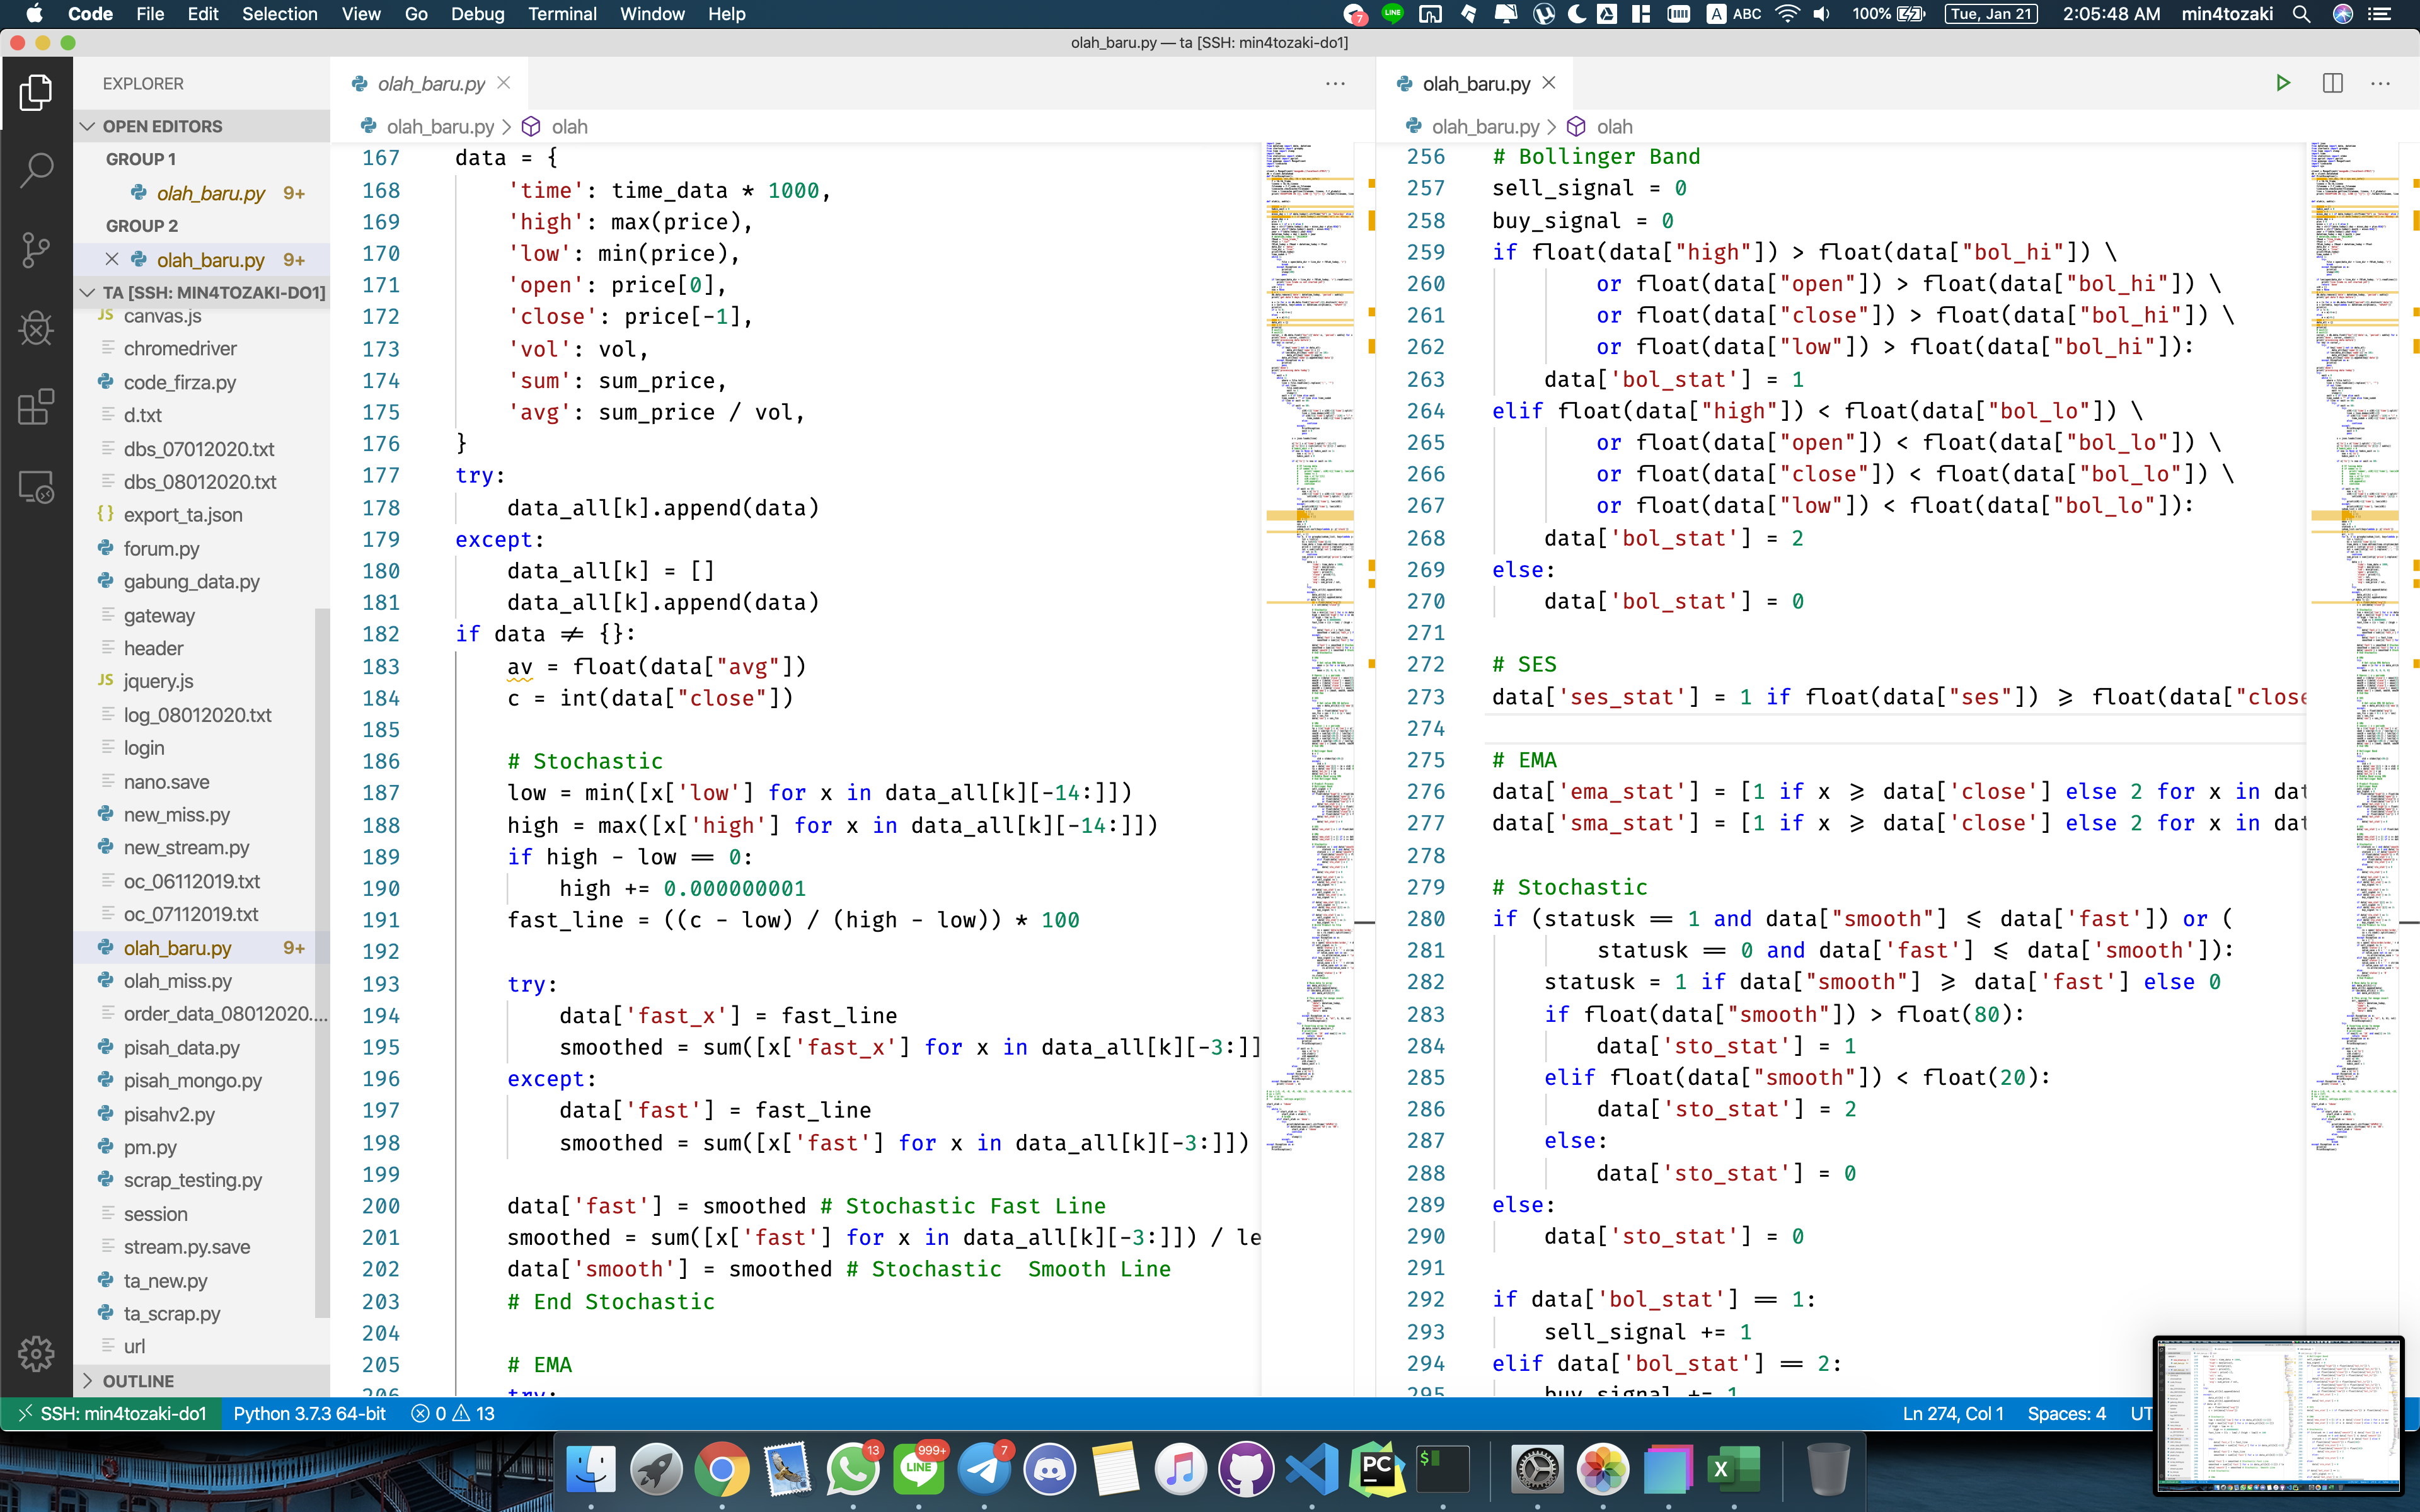 Code File Edit Selection View Go Debug Terminal Window Help
7 LINE A ABC 100% Tue, Jan 21 2:05:48 AM min4tozaki
olah_baru.py — ta [SSH: min4tozaki-do1]
EXPLORER
OPEN EDITORS
GROUP 1
olah_baru.py 9+
GROUP 2
olah_baru.py 9+
TA [SSH: MIN4TOZAKI-DO1]
JS canvas.js
chromedriver
code_firza.py
d.txt
dbs_07012020.txt
dbs_08012020.txt
{} export_ta.json
forum.py
gabung_data.py
gateway
header
JS jquery.js
log_08012020.txt
login
nano.save
new_miss.py
new_stream.py
oc_06112019.txt
oc_07112019.txt
olah_baru.py 9+
olah_miss.py
order_data_08012020....
pisah_data.py
pisah_mongo.py
pisahv2.py
pm.py
scrap_testing.py
session
stream.py.save
ta_new.py
ta_scrap.py
url
OUTLINE
olah_baru.py
olah_baru.py > olah
167 data = {
168 'time': time_data * 1000,
169 'high': max(price),
170 'low': min(price),
171 'open': price[0],
172 'close': price[-1],
173 'vol': vol,
174 'sum': sum_price,
175 'avg': sum_price / vol,
176 }
177 try:
178 data_all[k].append(data)
179 except:
180 data_all[k] = []
181 data_all[k].append(data)
182 if data ≠ {}:
183 av = float(data["avg"])
184 c = int(data["close"])
185
186 # Stochastic
187 low = min([x['low'] for x in data_all[k][-14:]])
188 high = max([x['high'] for x in data_all[k][-14:]])
189 if high - low == 0:
190 high += 0.000000001
191 fast_line = ((c - low) / (high - low)) * 100
192
193 try:
194 data['fast_x'] = fast_line
195 smoothed = sum([x['fast_x'] for x in data_all[k][-3:]]
196 except:
197 data['fast'] = fast_line
198 smoothed = sum([x['fast'] for x in data_all[k][-3:]])
199
200 data['fast'] = smoothed # Stochastic Fast Line
201 smoothed = sum([x['fast'] for x in data_all[k][-3:]]) / le
202 data['smooth'] = smoothed # Stochastic  Smooth Line
203 # End Stochastic
204
205 # EMA
206 try:
olah_baru.py
olah_baru.py > olah
256 # Bollinger Band
257 sell_signal = 0
258 buy_signal = 0
259 if float(data["high"]) > float(data["bol_hi"]) \
260 or float(data["open"]) > float(data["bol_hi"]) \
261 or float(data["close"]) > float(data["bol_hi"]) \
262 or float(data["low"]) > float(data["bol_hi"]):
263 data['bol_stat'] = 1
264 elif float(data["high"]) < float(data["bol_lo"]) \
265 or float(data["open"]) < float(data["bol_lo"]) \
266 or float(data["close"]) < float(data["bol_lo"]) \
267 or float(data["low"]) < float(data["bol_lo"]):
268 data['bol_stat'] = 2
269 else:
270 data['bol_stat'] = 0
271
272 # SES
273 data['ses_stat'] = 1 if float(data["ses"]) ⩾ float(data["close
274
275 # EMA
276 data['ema_stat'] = [1 if x ⩾ data['close'] else 2 for x in dat
277 data['sma_stat'] = [1 if x ⩾ data['close'] else 2 for x in dat
278
279 # Stochastic
280 if (statusk == 1 and data["smooth"] ⩽ data['fast']) or (
281 statusk == 0 and data['fast'] ⩽ data['smooth']):
282 statusk = 1 if data["smooth"] ⩾ data['fast'] else 0
283 if float(data["smooth"]) > float(80):
284 data['sto_stat'] = 1
285 elif float(data["smooth"]) < float(20):
286 data['sto_stat'] = 2
287 else:
288 data['sto_stat'] = 0
289 else:
290 data['sto_stat'] = 0
291
292 if data['bol_stat'] == 1:
293 sell_signal += 1
294 elif data['bol_stat'] == 2:
295 buy_signal += 1
SSH: min4tozaki-do1 Python 3.7.3 64-bit 0 13 Ln 274, Col 1 Spaces: 4 UT
13 LINE 999+ 7 PC $ X